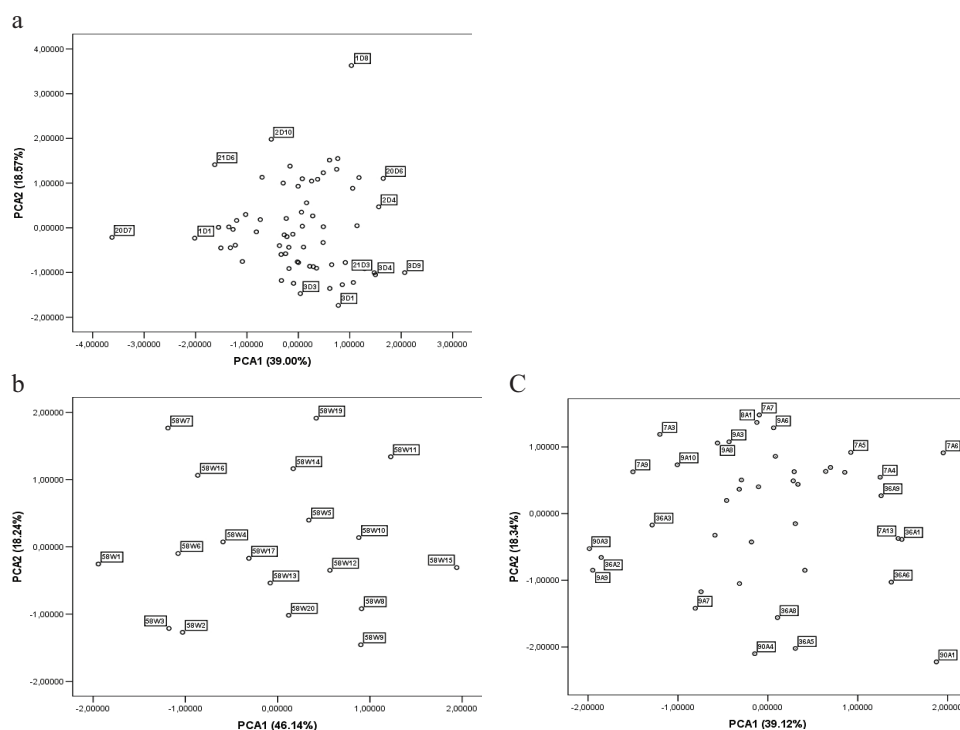 a
4,00000
1D8
3,00000
2,00000
2D10
21D6
1,00000
20D6
2D4
0,00000
20D7
1D1
-1,00000
21D3
3D4
3D9
3D3
3D1
-2,00000
PCA2 (18.57%)
-4,00000 -3,00000 -2,00000 -1,00000 0,00000 1,00000 2,00000 3,00000
PCA1 (39.00%)
b
2,00000
58W19
58W7
58W11
58W14
58W16
1,00000
58W5
58W10
58W4
0,00000
58W6
58W17
58W1
58W12
58W15
58W13
58W8
-1,00000
58W20
58W3
58W2
58W9
-2,00000
PCA2 (18.24%)
-2,00000 -1,00000 0,00000 1,00000 2,00000
PCA1 (46.14%)
C
7A7
8A1
9A6
7A3
9A3
1,00000
9A8
7A5
7A6
9A10
7A9
7A4
36A9
0,00000
36A3
7A13
36A1
90A3
36A2
9A9
36A6
-1,00000
9A7
36A8
36A5
90A4
-2,00000
90A1
PCA2 (18.34%)
-2,00000 -1,00000 0,00000 1,00000 2,00000
PCA1 (39.12%)